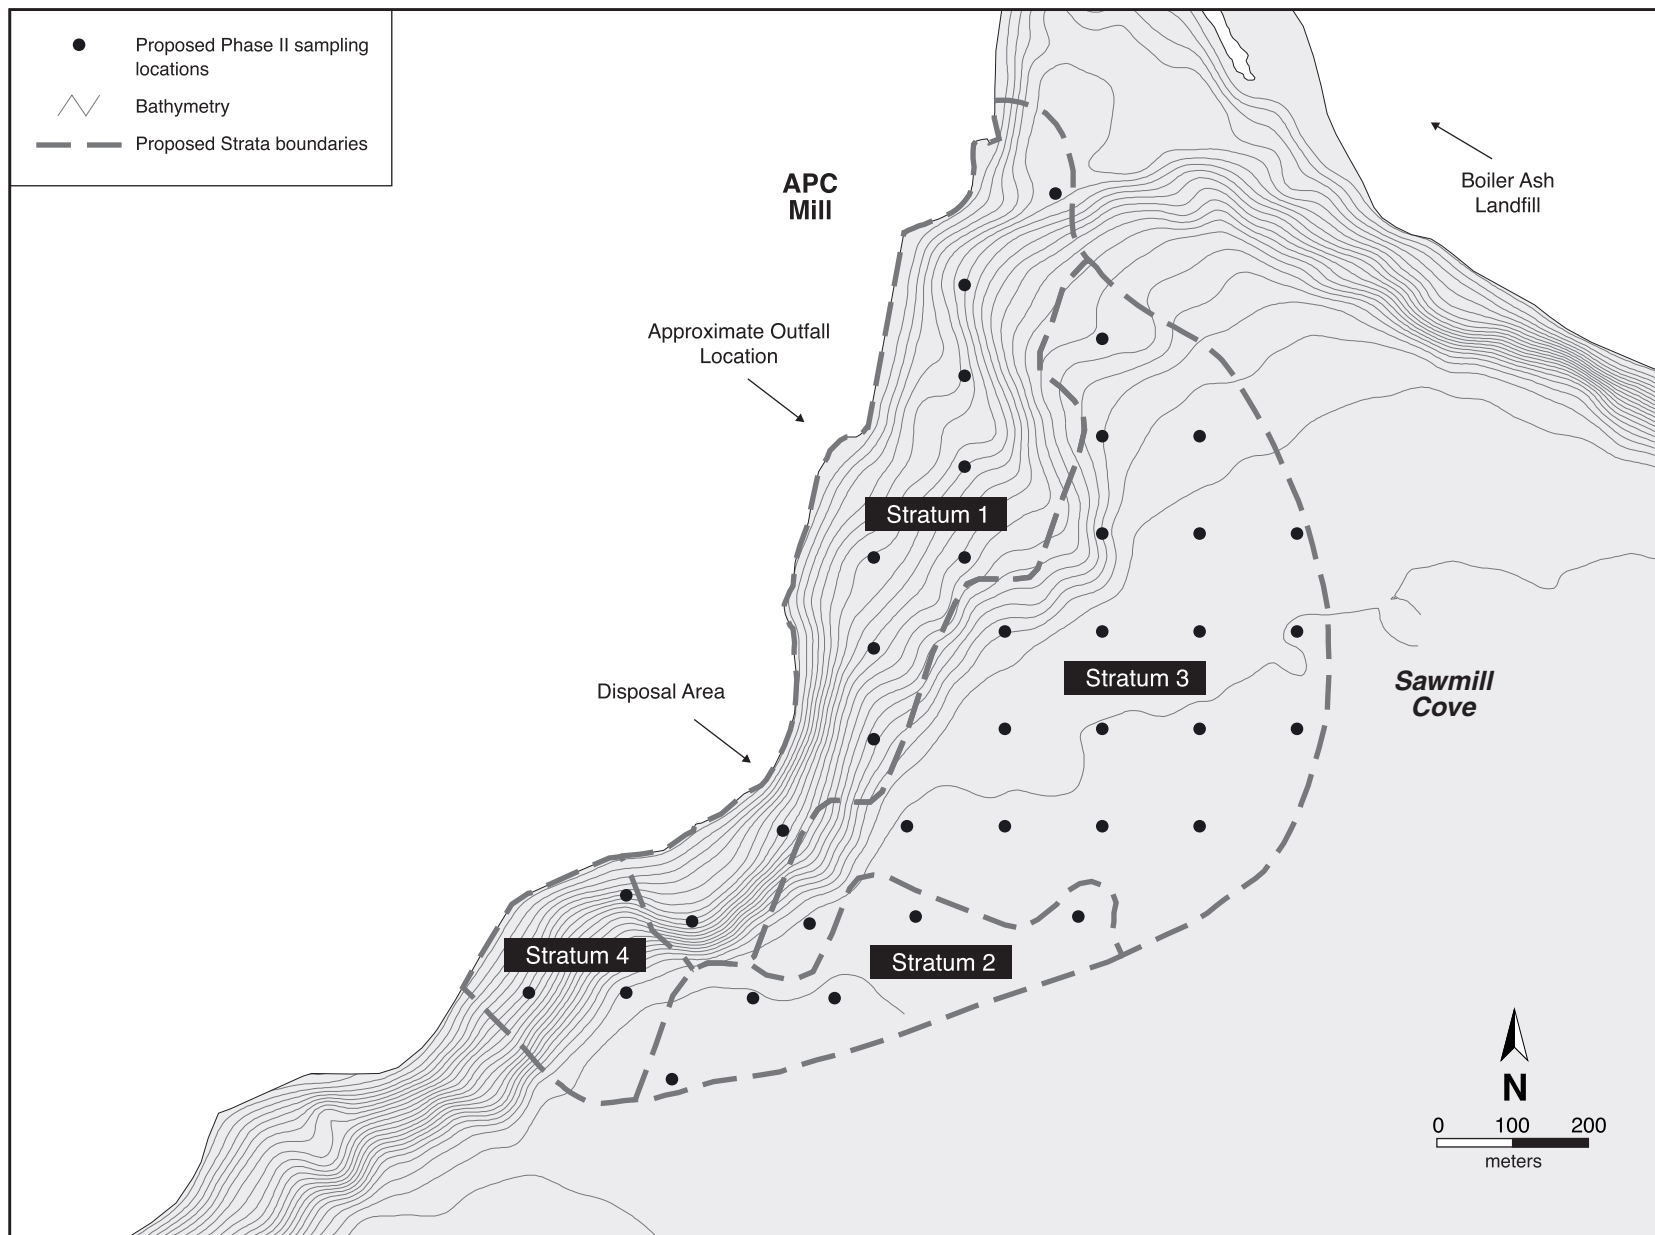 Proposed Phase II sampling
locations
Bathymetry
Proposed Strata boundaries
APC
Mill
Boiler Ash
Landfill
Approximate Outfall
Location
Stratum 1
Stratum 3
Sawmill
Cove
Disposal Area
Stratum 4
Stratum 2
N
0 100 200
meters